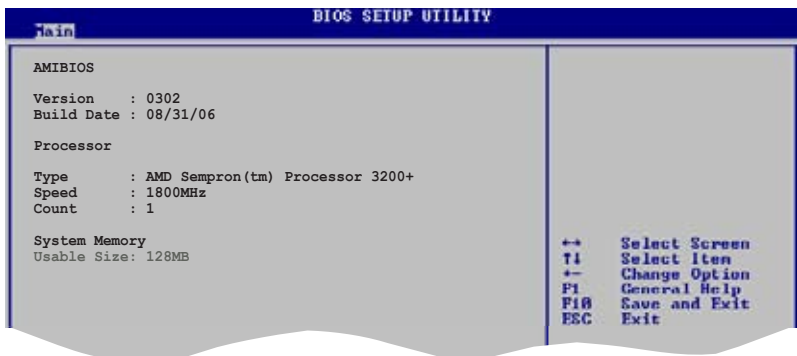 BIOS SETUP UTILITY
Main
AMIBIOS
Version : 0302
Build Date : 08/31/06
Processor
Type : AMD Sempron(tm) Processor 3200+
Speed : 1800MHz
Count : 1
System Memory
Usable Size: 128MB
←→ Select Screen
↑↓ Select Item
+- Change Option
F1 General Help
F10 Save and Exit
ESC Exit